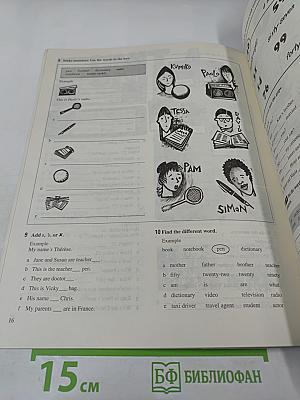 8 Make sentences. Use the words in the box.
Example
This is Paolo's radio.
KUMIKO
PAOLO
TESSA
PAM
SIMON
9 Add s, 's, or ✗.
Example
My name's Thérèse.
a Jane and Susan are teacher___.
b This is the teacher___ pen.
c They are doctor___.
d This is Vicky___ bag.
e His name___ Chris.
f My parents ___ are in France.
10 Find the different word.
Example
book notebook pen dictionary
a mother father brother teacher
b fifty twenty-two twenty ninety
c am is are what
d dictionary video television radio
e taxi driver travel agent student actor
16
99
15 см
БФ БИБЛИОФАН